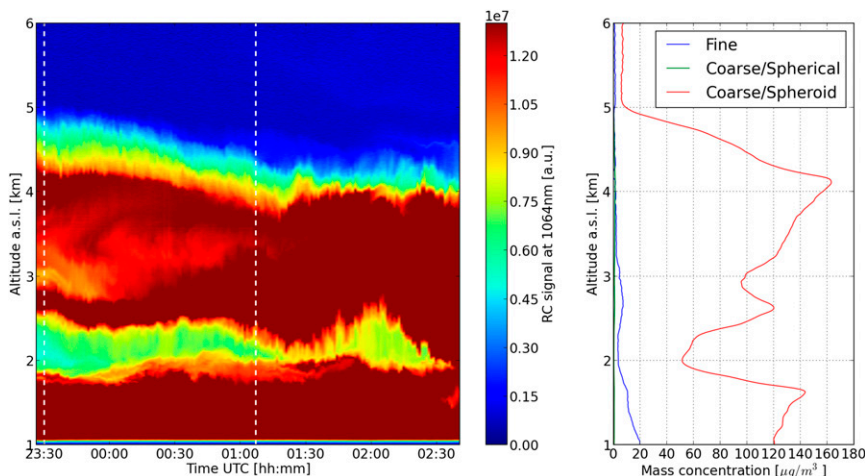 1e7
6
5
4
3
2
1
Altitude a.s.l. [km]
23:30 00:00 00:30 01:00 01:30 02:00 02:30
Time UTC [hh:mm]
1.20
1.05
0.90
0.75
0.60
0.45
0.30
0.15
0.00
RC signal at 1064nm [a.u.]
6
5
4
3
2
1
Altitude a.s.l. [km]
Fine
Coarse/Spherical
Coarse/Spheroid
0 20 40 60 80 100 120 140 160 180
Mass concentration [μg/m³]